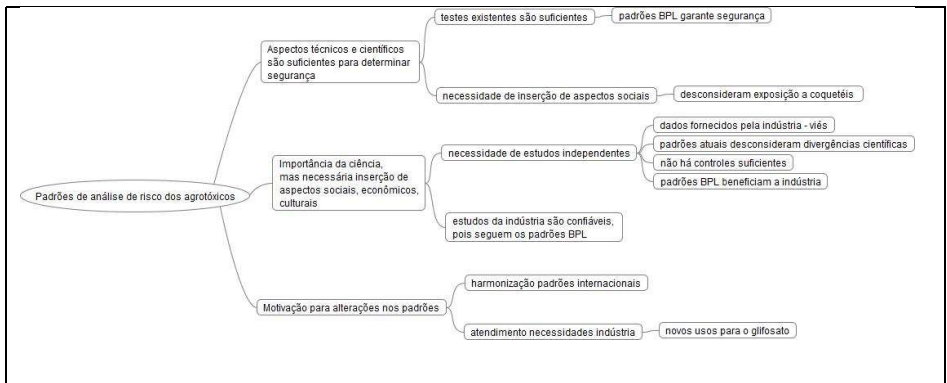 Padrões de análise de risco dos agrotóxicos
Aspectos técnicos e científicos
são suficientes para determinar
segurança
testes existentes são suficientes
padrões BPL garante segurança
necessidade de inserção de aspectos sociais
desconsideram exposição a coquetéis
Importância da ciência,
mas necessária inserção de
aspectos sociais, econômicos,
culturais
necessidade de estudos independentes
dados fornecidos pela indústria - viés
padrões atuais desconsideram divergências científicas
não há controles suficientes
padrões BPL beneficiam a indústria
estudos da indústria são confiáveis,
pois seguem os padrões BPL
Motivação para alterações nos padrões
harmonização padrões internacionais
atendimento necessidades indústria
novos usos para o glifosato